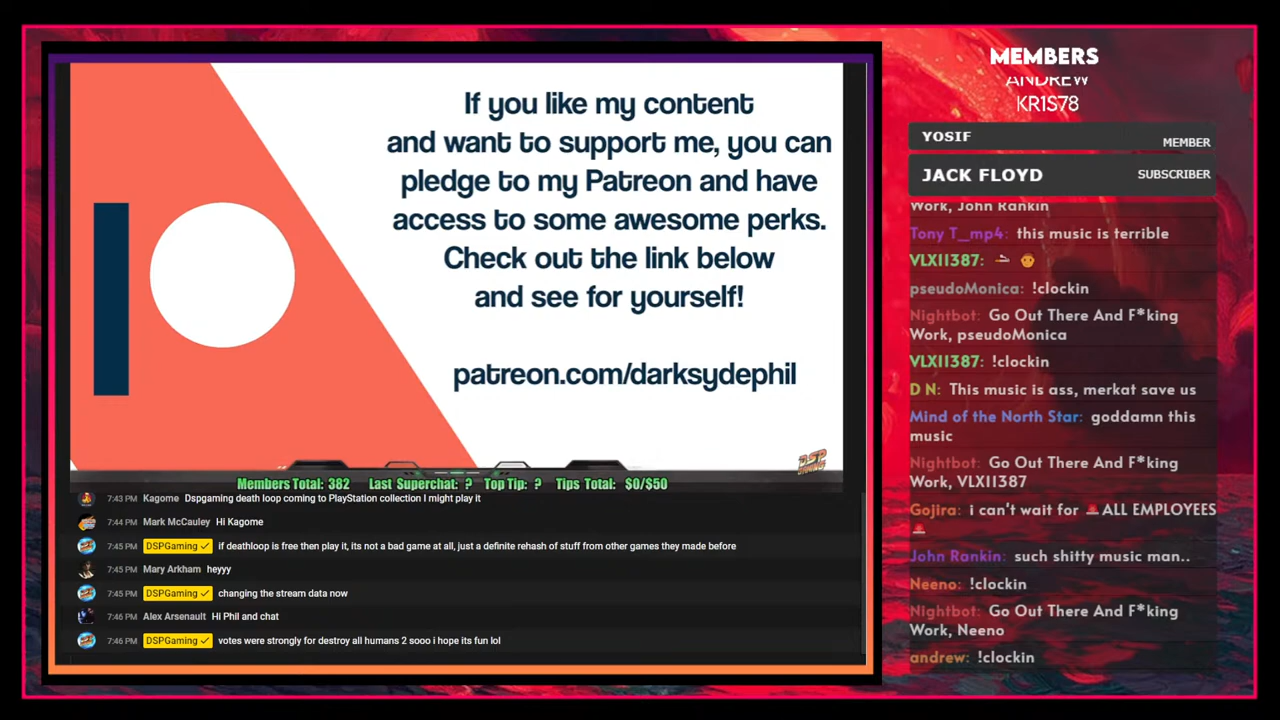 If you like my content
and want to support me, you can
pledge to my Patreon and have
access to some awesome perks.
Check out the link below
and see for yourself!
patreon.com/darksydephil
DSP
GAMING
Members Total: 382 Last Superchat: ? Top Tip: ? Tips Total: $0/$50
7:43 PM Kagome Dspgaming death loop coming to PlayStation collection I might play it
7:44 PM Mark McCauley Hi Kagome
7:45 PM DSPGaming if deathloop is free then play it, its not a bad game at all, just a definite rehash of stuff from other games they made before
7:45 PM Mary Arkham heyyy
7:45 PM DSPGaming changing the stream data now
7:46 PM Alex Arsenault Hi Phil and chat
7:46 PM DSPGaming votes were strongly for destroy all humans 2 sooo i hope its fun lol
MEMBERS
ANDREW
KR1S78
YOSIF MEMBER
JACK FLOYD SUBSCRIBER
Work, John Rankin
Tony T_mp4: this music is terrible
VLX11387:
pseudoMonica: !clockin
Nightbot: Go Out There And F*king
Work, pseudoMonica
VLX11387: !clockin
D N: This music is ass, merkat save us
Mind of the North Star: goddamn this
music
Nightbot: Go Out There And F*king
Work, VLX11387
Gojira: i can't wait for ALL EMPLOYEES
John Rankin: such shitty music man..
Neeno: !clockin
Nightbot: Go Out There And F*king
Work, Neeno
andrew: !clockin